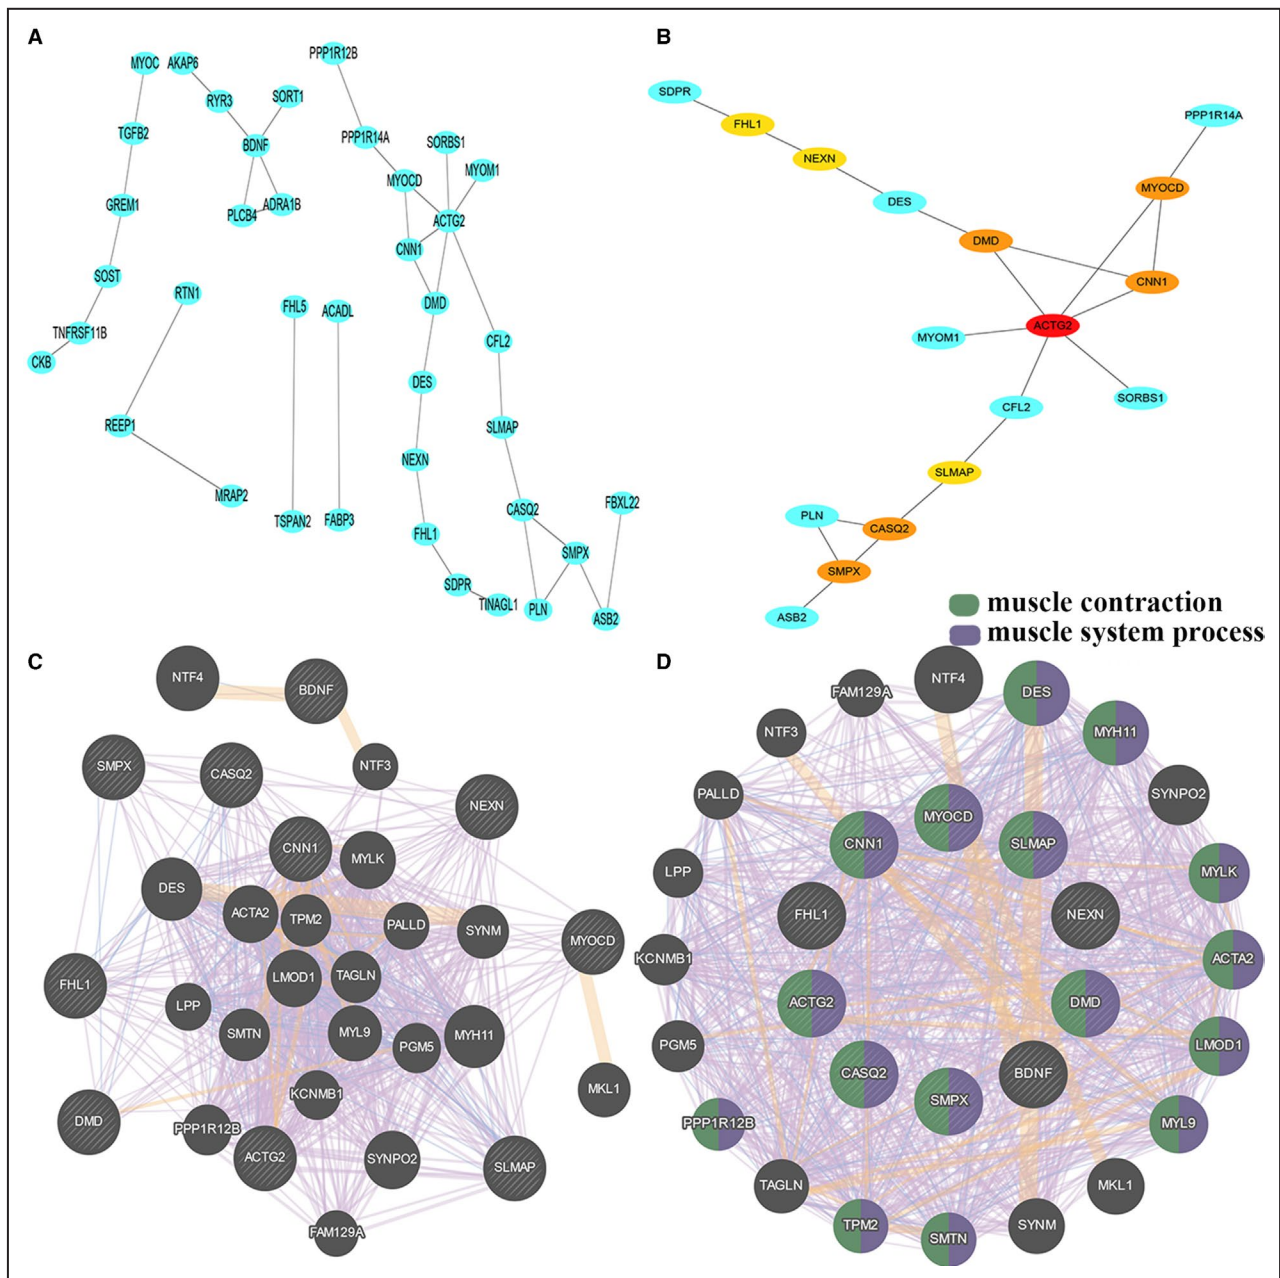 A
MYOC
AKAP6
PPP1R12B
RYR3
SORT1
TGFB2
BDNF
PPP1R14A
SORBS1
MYOM1
MYOCD
GREM1
PLCB4
ADRA1B
ACTG2
CNN1
SOST
RTN1
FHL5
ACADL
DMD
TNFRSF11B
CKB
CFL2
DES
REEP1
SLMAP
NEXN
MRAP2
TSPAN2
FABP3
CASQ2
FBXL22
FHL1
SMPX
SDPR
TINAGL1
PLN
ASB2
B
SDPR
FHL1
PPP1R14A
NEXN
MYOCD
DES
DMD
CNN1
ACTG2
MYOM1
SORBS1
CFL2
SLMAP
PLN
CASQ2
SMPX
ASB2
muscle contraction
muscle system process
C
NTF4
BDNF
SMPX
CASQ2
NTF3
NEXN
CNN1
MYLK
DES
ACTA2
TPM2
PALLD
SYNM
MYOCD
LMOD1
TAGLN
FHL1
LPP
SMTN
MYL9
PGM5
MYH11
KCNMB1
MKL1
DMD
PPP1R12B
ACTG2
SYNPO2
SLMAP
FAM129A
D
FAM129A
NTF4
DES
NTF3
MYH11
PALLD
SYNPO2
MYOCD
CNN1
SLMAP
LPP
MYLK
FHL1
NEXN
KCNMB1
ACTA2
ACTG2
DMD
PGM5
LMOD1
CASQ2
BDNF
SMPX
PPP1R12B
MYL9
TAGLN
MKL1
TPM2
SMTN
SYNM